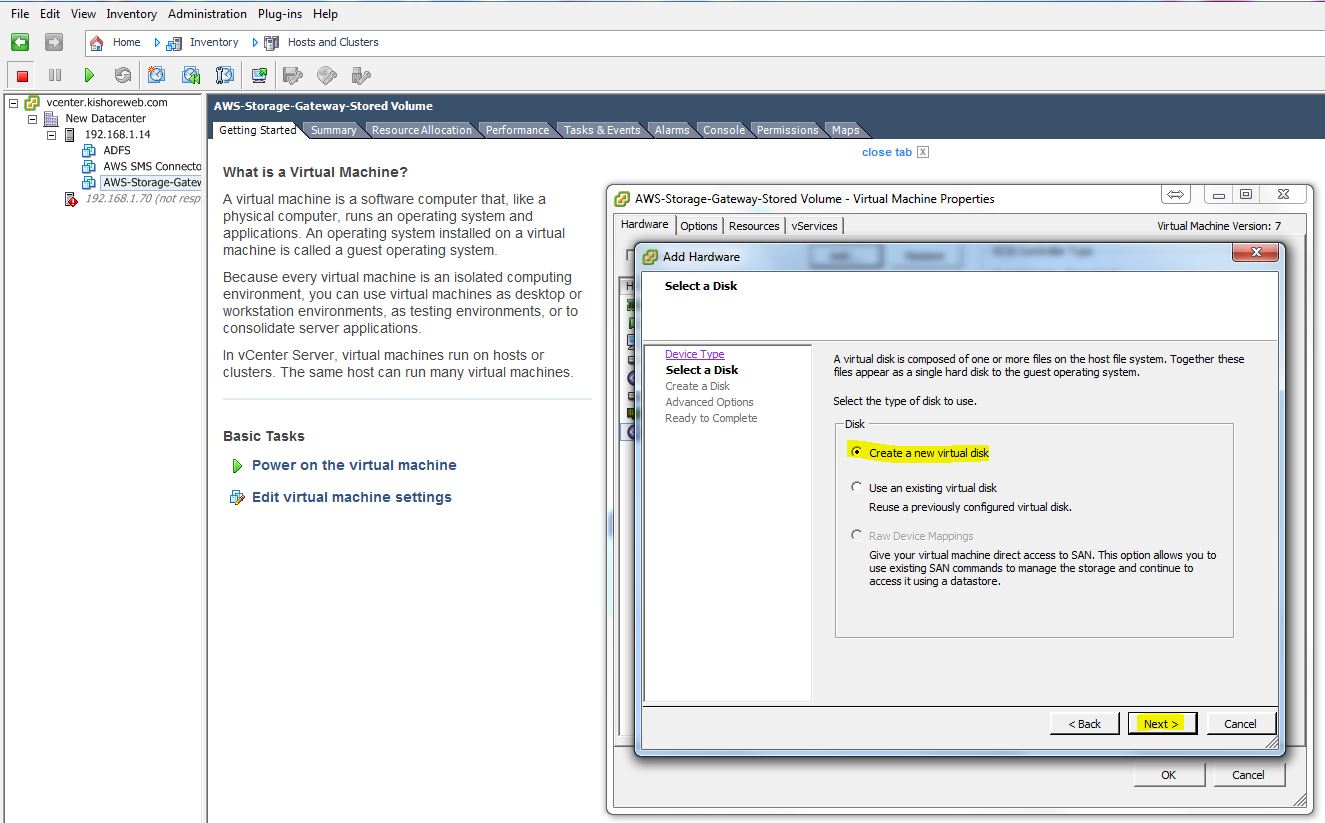 File Edit View Inventory Administration Plug-ins Help
Home Inventory Hosts and Clusters
vcenter.kishoreweb.com
New Datacenter
192.168.1.14
ADFS
AWS SMS Connecto
AWS-Storage-Gatew
192.168.1.70 (not resp
AWS-Storage-Gateway-Stored Volume
Getting Started Summary Resource Allocation Performance Tasks & Events Alarms Console Permissions Maps
close tab X
What is a Virtual Machine?
A virtual machine is a software computer that, like a
physical computer, runs an operating system and
applications. An operating system installed on a virtual
machine is called a guest operating system.
Because every virtual machine is an isolated computing
environment, you can use virtual machines as desktop or
workstation environments, as testing environments, or to
consolidate server applications.
In vCenter Server, virtual machines run on hosts or
clusters. The same host can run many virtual machines.
Basic Tasks
Power on the virtual machine
Edit virtual machine settings
AWS-Storage-Gateway-Stored Volume - Virtual Machine Properties
Hardware Options Resources vServices
Virtual Machine Version: 7
Add Hardware
Select a Disk
Device Type
Select a Disk
Create a Disk
Advanced Options
Ready to Complete
A virtual disk is composed of one or more files on the host file system. Together these
files appear as a single hard disk to the guest operating system.
Select the type of disk to use.
Disk
Create a new virtual disk
Use an existing virtual disk
Reuse a previously configured virtual disk.
Raw Device Mappings
Give your virtual machine direct access to SAN. This option allows you to
use existing SAN commands to manage the storage and continue to
access it using a datastore.
< Back Next > Cancel
OK Cancel